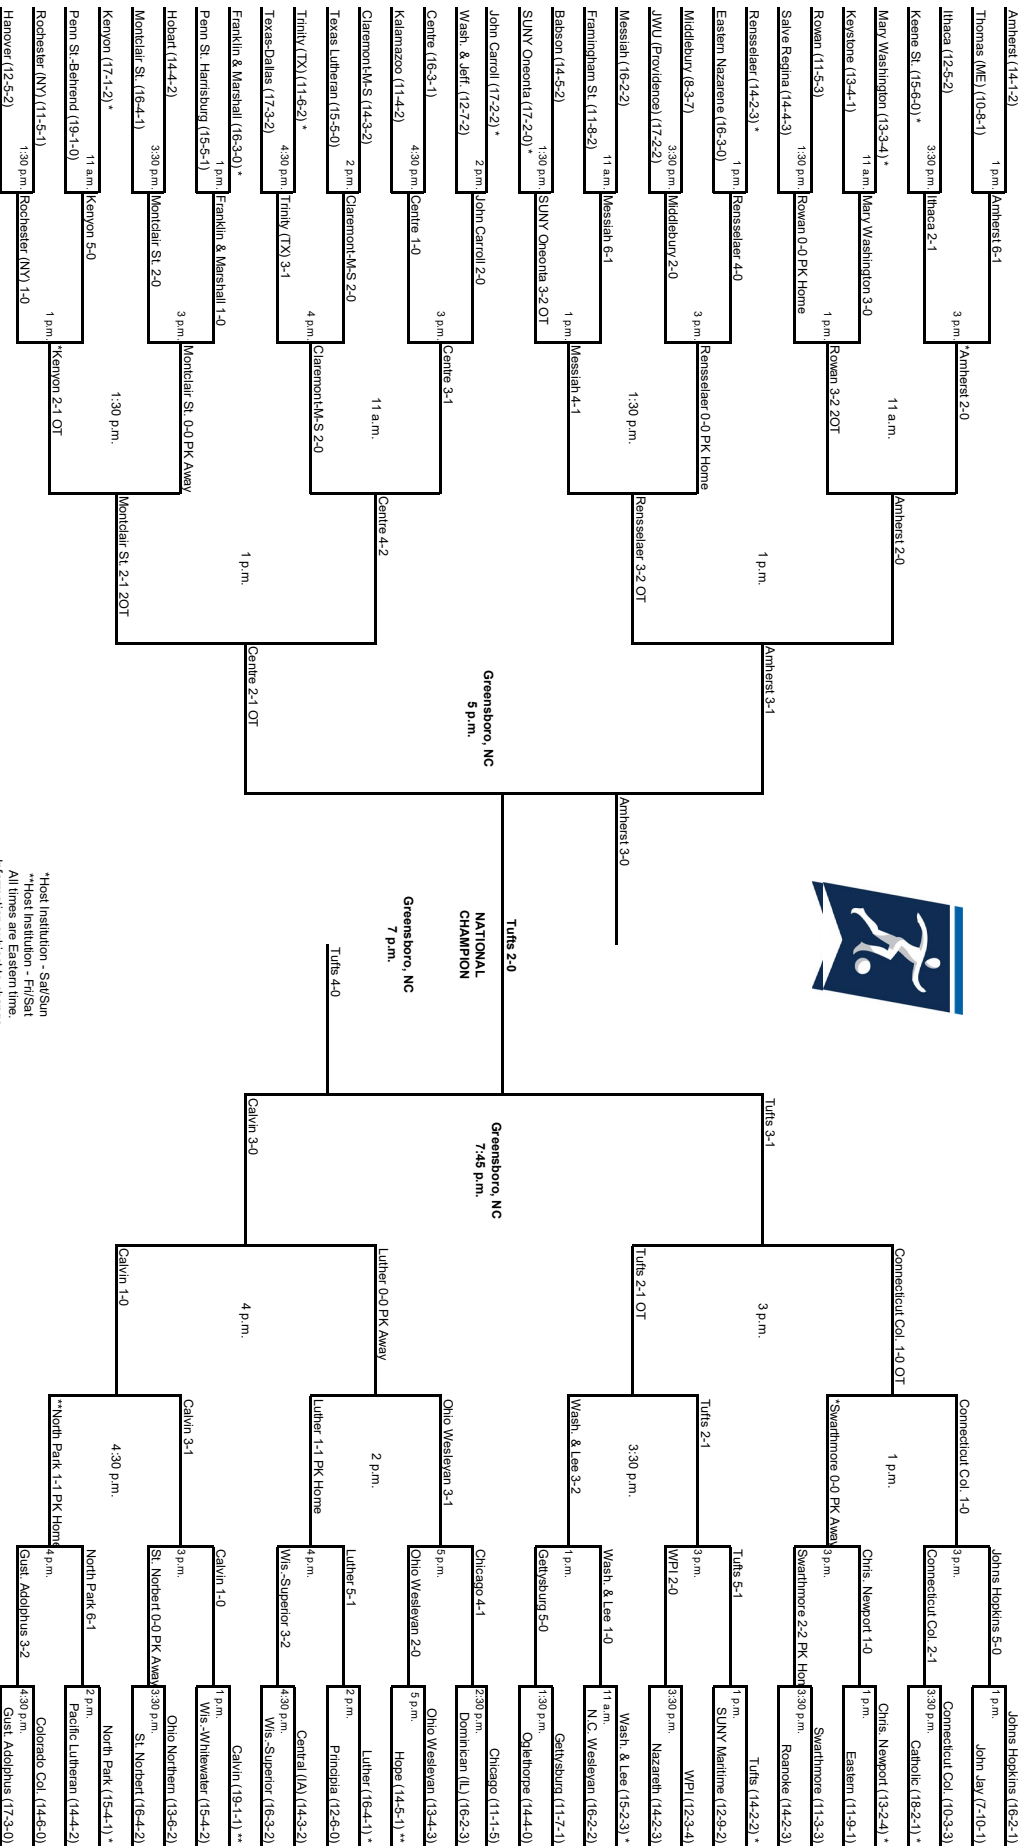 Amherst (14-1-2)
1 p.m.
Thomas (ME) (10-8-1)
Ithaca (12-5-2)
3:30 p.m.
Keene St. (15-6-0) *
Mary Washington (13-3-4) *
11 a.m.
Keystone (13-4-1)
Rowan (11-5-3)
1:30 p.m.
Salve Regina (14-4-3)
Rensselaer (14-2-3) *
1 p.m.
Eastern Nazarene (16-3-0)
Middlebury (8-3-7)
3:30 p.m.
JWU (Providence) (17-2-2)
Messiah (16-2-2)
11 a.m.
Framingham St. (11-8-2)
Babson (14-5-2)
1:30 p.m.
SUNY Oneonta (17-2-0) *
John Carroll (17-2-2) *
2 p.m.
Wash. & Jeff. (12-7-2)
Centre (16-3-1)
4:30 p.m.
Kalamazoo (11-4-2)
Claremont-M-S (14-3-2)
2 p.m.
Texas Lutheran (15-5-0)
Trinity (TX) (11-6-2) *
4:30 p.m.
Texas-Dallas (17-3-2)
Franklin & Marshall (16-3-0) *
1 p.m.
Penn St. Harrisburg (15-5-1)
Hobart (14-4-2)
3:30 p.m.
Montclair St. (16-4-1)
Kenyon (17-1-2) *
11 a.m.
Penn St.-Behrend (19-1-0)
Rochester (NY) (11-5-1)
1:30 p.m.
Hanover (12-5-2)
Amherst 6-1
3 p.m.
Ithaca 2-1
Mary Washington 3-0
1 p.m.
Rowan 0-0 PK Home
Rensselaer 4-0
3 p.m.
Middlebury 2-0
Messiah 6-1
1 p.m.
SUNY Oneonta 3-2 OT
John Carroll 2-0
3 p.m.
Centre 1-0
Claremont-M-S 2-0
4 p.m.
Trinity (TX) 3-1
Franklin & Marshall 1-0
3 p.m.
Montclair St. 2-0
Kenyon 5-0
1 p.m.
Rochester (NY) 1-0
*Amherst 2-0
11 a.m.
Rowan 3-2 2OT
Rensselaer 0-0 PK Home
1:30 p.m.
Messiah 4-1
Centre 3-1
11 a.m.
Claremont-M-S 2-0
Montclair St. 0-0 PK Away
1:30 p.m.
*Kenyon 2-1 OT
Amherst 2-0
1 p.m.
Rensselaer 3-2 OT
Centre 4-2
1 p.m.
Montclair St. 2-1 2OT
Amherst 3-1
Greensboro, NC
5 p.m.
Centre 2-1 OT
Amherst 3-0
Tufts 2-0
NATIONAL
CHAMPION
Greensboro, NC
7 p.m.
Tufts 4-0
*Host Institution - Sat/Sun
**Host Institution - Fri/Sat
All times are Eastern time.
Tufts 3-1
Greensboro, NC
7:45 p.m.
Calvin 3-0
Connecticut Col. 1-0 OT
3 p.m.
Tufts 2-1 OT
Luther 0-0 PK Away
4 p.m.
Calvin 1-0
Connecticut Col. 1-0
1 p.m.
*Swarthmore 0-0 PK Away
Tufts 2-1
3:30 p.m.
Wash. & Lee 3-2
Ohio Wesleyan 3-1
2 p.m.
Luther 1-1 PK Home
Calvin 3-1
4:30 p.m.
**North Park 1-1 PK Home
Johns Hopkins 5-0
3 p.m.
Connecticut Col. 2-1
Chris. Newport 1-0
3 p.m.
Swarthmore 2-2 PK Hon
Tufts 5-1
3 p.m.
WPI 2-0
Wash. & Lee 1-0
1 p.m.
Gettysburg 5-0
Chicago 4-1
5 p.m.
Ohio Wesleyan 2-0
Luther 5-1
4 p.m.
Wis.-Superior 3-2
Calvin 1-0
3 p.m.
St. Norbert 0-0 PK Away
North Park 6-1
4 p.m.
Gust. Adolphus 3-2
Johns Hopkins (16-2-1)
1 p.m.
John Jay (7-10-1)
Connecticut Col. (10-3-3)
3:30 p.m.
Catholic (18-2-1) *
Chris. Newport (13-2-4) *
1 p.m.
Eastern (11-9-1)
Swarthmore (11-3-3)
3:30 p.m.
Roanoke (14-2-3)
Tufts (14-2-2) *
1 p.m.
SUNY Maritime (12-9-2)
WPI (12-3-4)
3:30 p.m.
Nazareth (14-2-3)
Wash. & Lee (15-2-3) *
11 a.m.
N.C. Wesleyan (16-2-2)
Gettysburg (11-7-1)
1:30 p.m.
Oglethorpe (14-4-0)
Chicago (11-1-5)
2:30 p.m.
Dominican (IL) (16-2-3)
Ohio Wesleyan (13-4-3)
5 p.m.
Hope (14-5-1) **
Luther (16-4-1) *
2 p.m.
Principia (12-6-0)
Central (IA) (14-3-2)
4:30 p.m.
Wis.-Superior (16-3-2)
Calvin (19-1-1) **
1 p.m.
Wis.-Whitewater (15-4-2)
Ohio Northern (13-6-2)
3:30 p.m.
St. Norbert (16-4-2)
North Park (15-4-1) *
2 p.m.
Pacific Lutheran (14-4-2)
Colorado Col. (14-6-0)
4:30 p.m.
Gust. Adolphus (17-3-0)